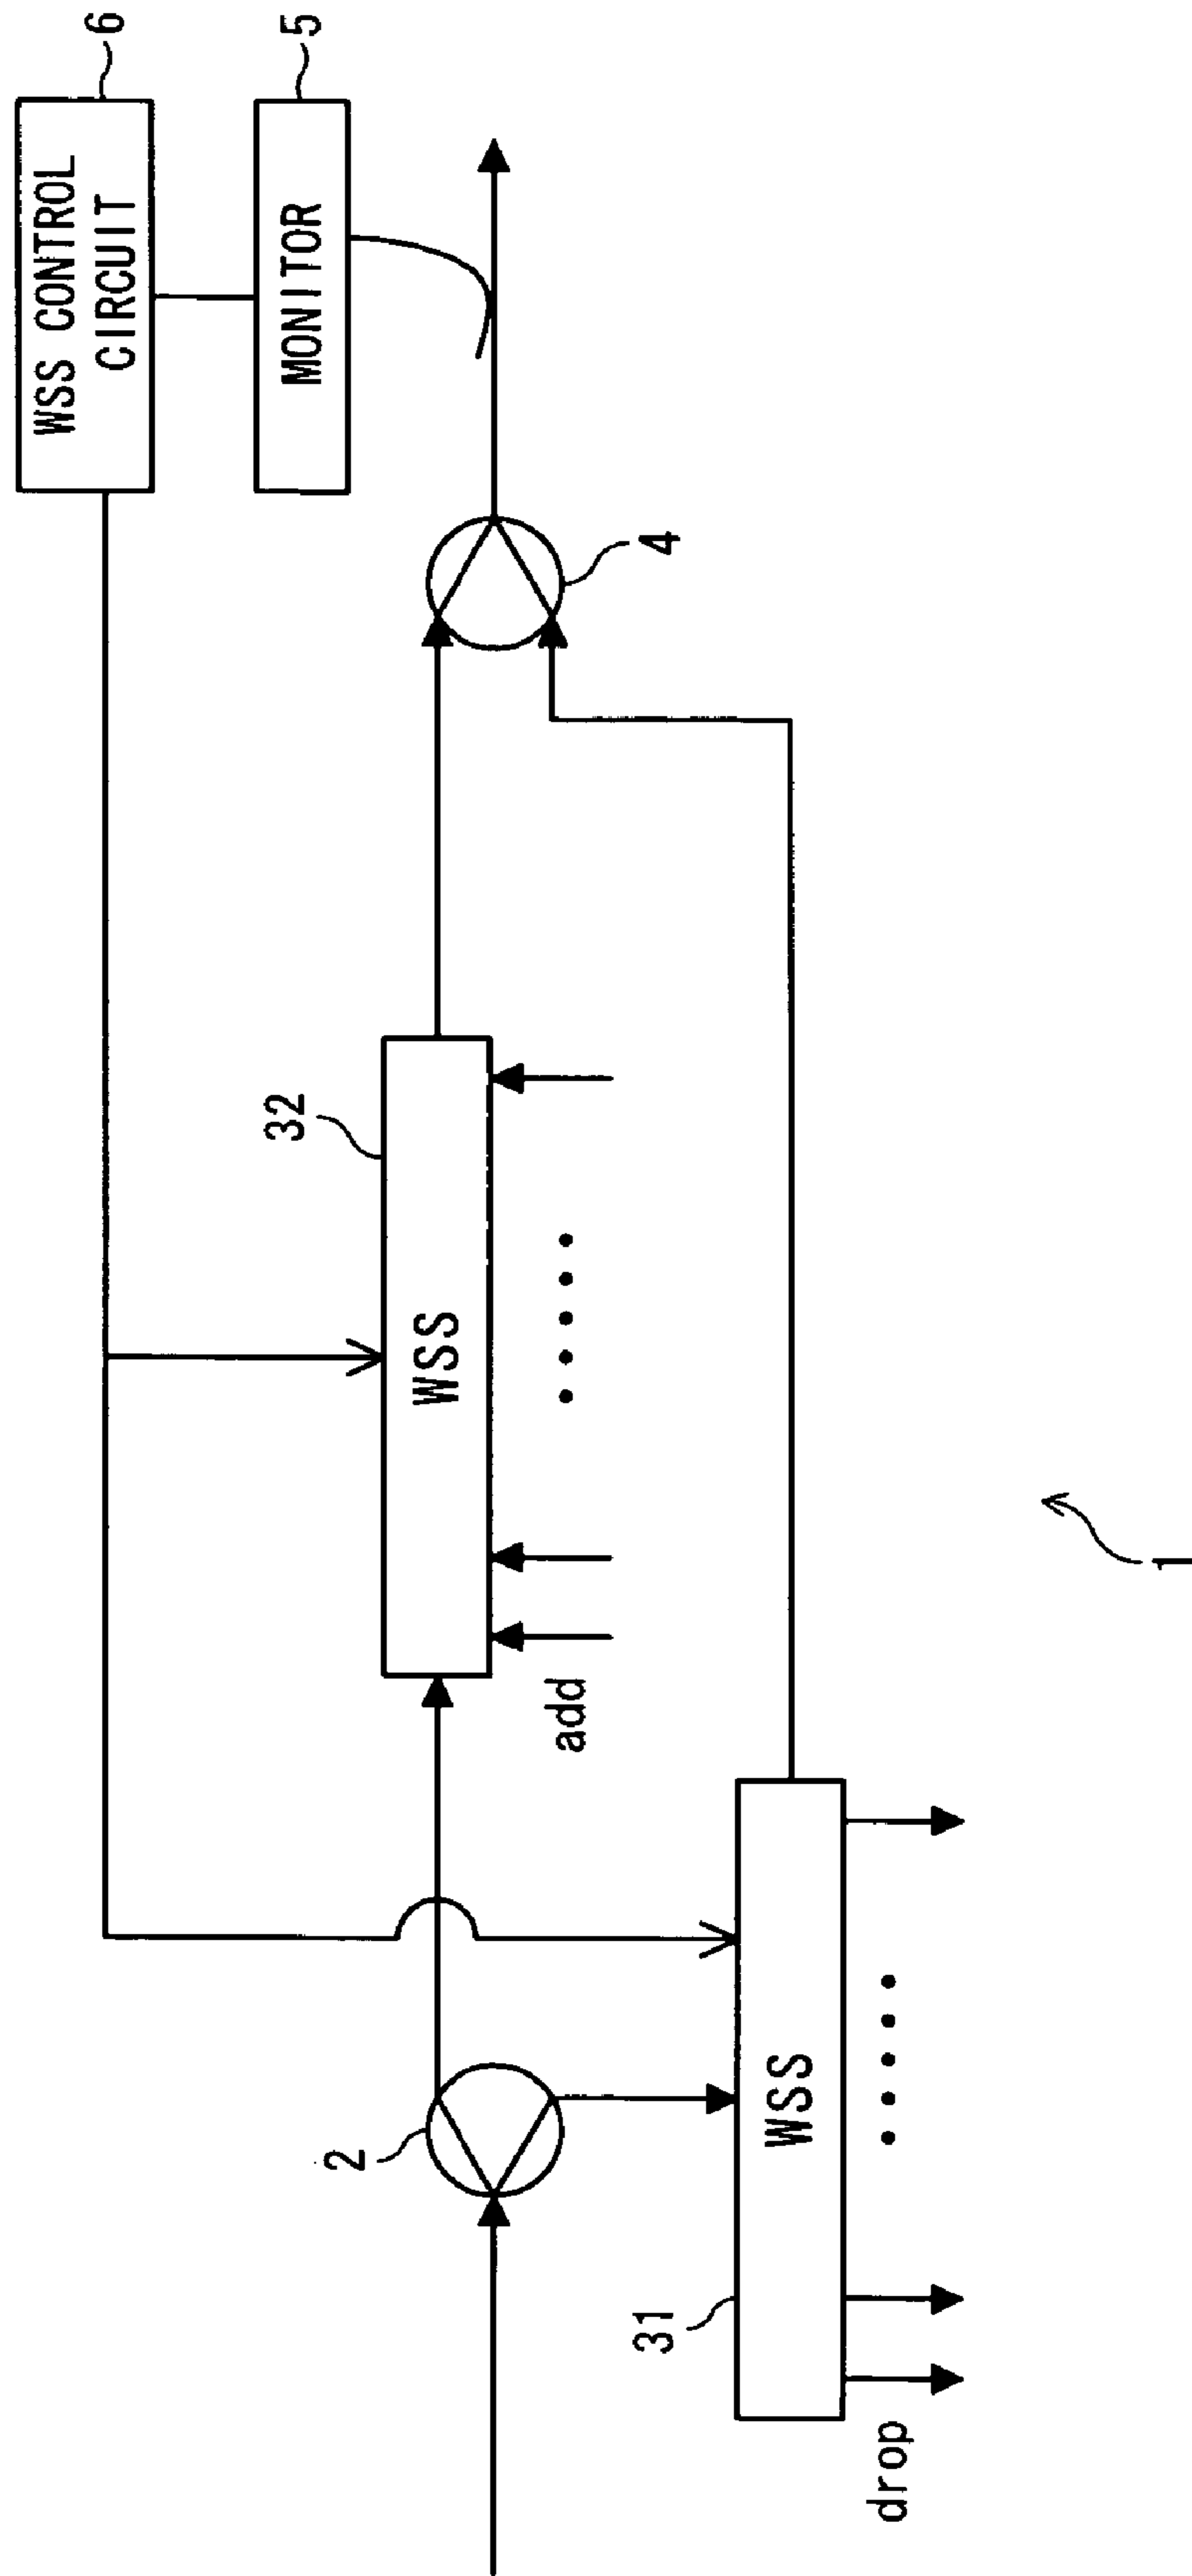 WSS CONTROL
CIRCUIT
6
MONITOR
5
32
WSS
add
4
2
31
WSS
drop
1